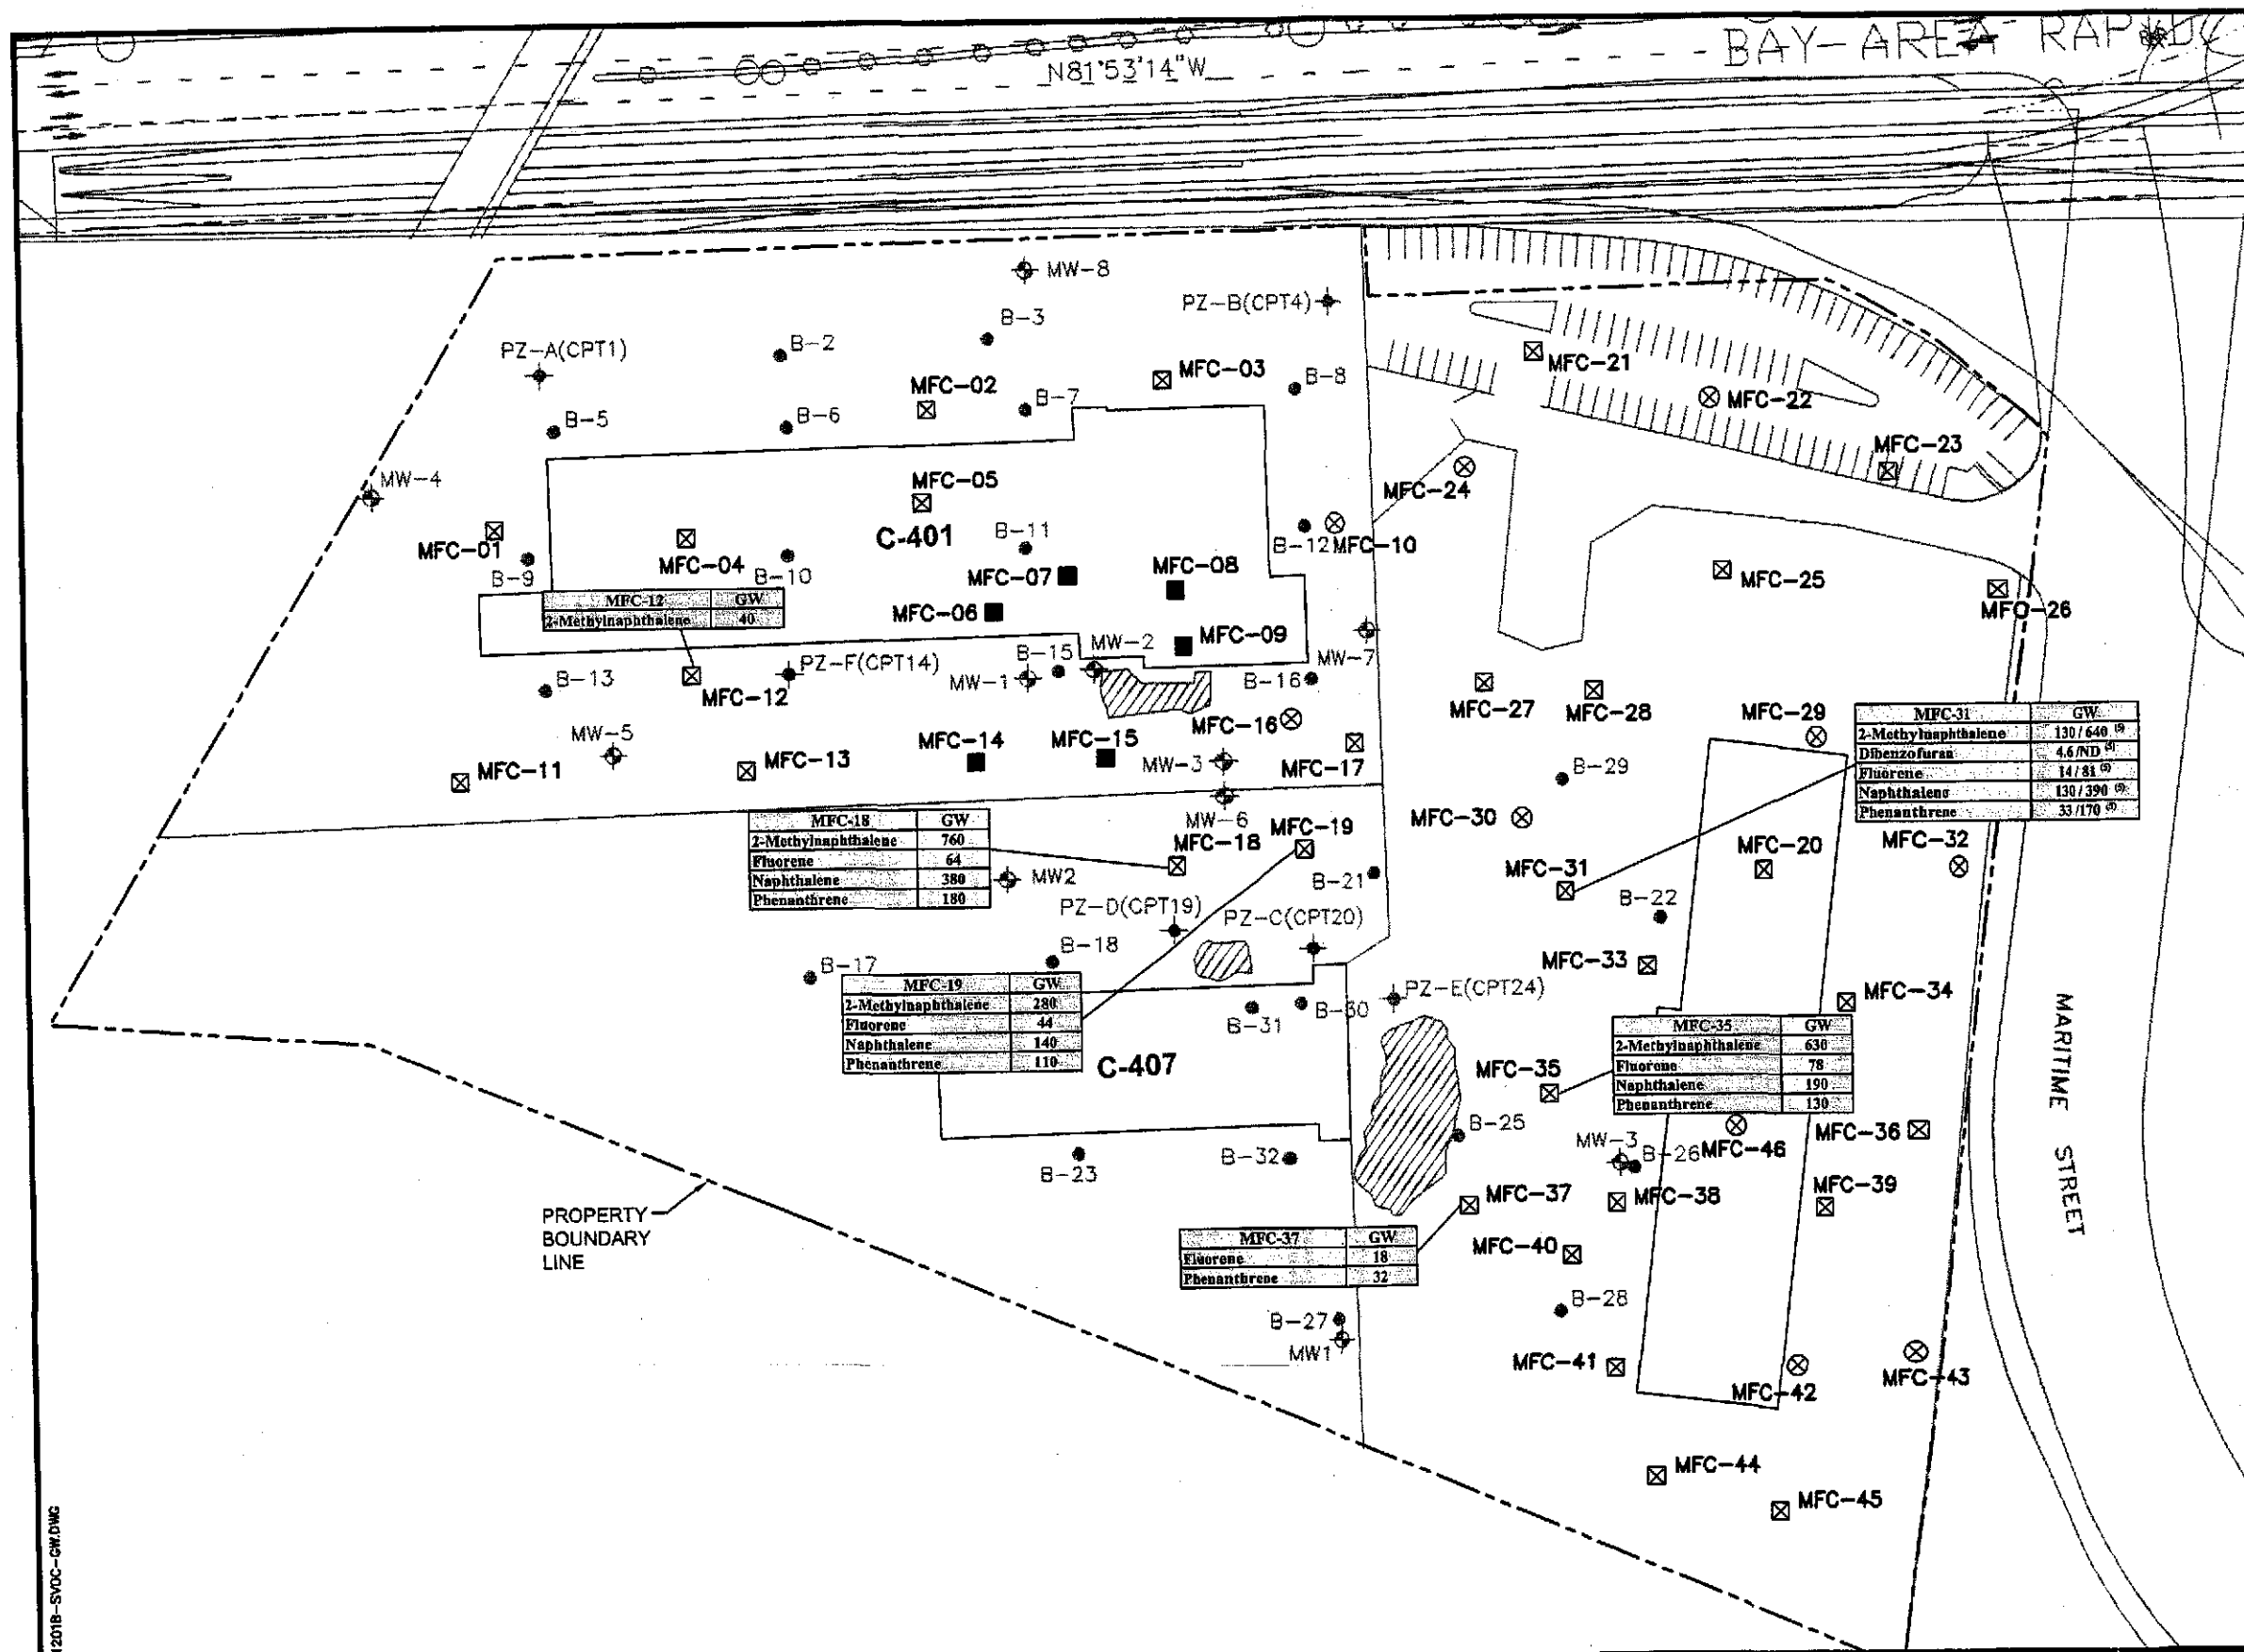 BAY-AREA RAPID
N81°53'14"W
MW-8
PZ-B(CPT4)
B-3
B-2
PZ-A(CPT1)
MFC-21
MFC-03
B-8
MFC-02
B-7
MFC-22
B-5
B-6
MFC-23
MW-4
MFC-05
MFC-24
C-401
B-11
B-12
MFC-10
MFC-01
MFC-04
B-9
B-10
MFC-07
MFC-08
MFC-25
MFC-26
MFC-12 GW
2-Methylnaphthalene 40
MFC-06
MFC-09
MW-2
MW-7
B-15
PZ-F(CPT14)
B-13
MFC-12
MW-1
B-16
MFC-27
MFC-28
MFC-29
MFC-16
MW-5
MFC-14
MFC-15
MFC-11
MFC-13
MW-3
MFC-17
B-29
MFC-31 GW
2-Methylnaphthalene 130/640 (5)
Dibenzofuran 4.6/ND (5)
Fluorene 14/81 (5)
Naphthalene 130/390 (5)
Phenanthrene 33/170 (5)
MW-6
MFC-30
MFC-19
MFC-18
MFC-18 GW
2-Methylnaphthalene 760
Fluorene 64
Naphthalene 380
Phenanthrene 180
MFC-20
MFC-32
MFC-31
MW2
B-21
B-22
PZ-D(CPT19)
PZ-C(CPT20)
B-18
B-17
MFC-33
MFC-34
PZ-E(CPT24)
MFC-19 GW
2-Methylnaphthalene 280
Fluorene 44
Naphthalene 140
Phenanthrene 110
B-31
B-30
C-407
MFC-35
MFC-35 GW
2-Methylnaphthalene 630
Fluorene 78
Naphthalene 190
Phenanthrene 130
MARITIME STREET
B-25
MW-3
B-26
MFC-46
MFC-36
B-23
B-32
MFC-37
MFC-38
MFC-39
PROPERTY
BOUNDARY
LINE
MFC-37 GW
Fluorene 18
Phenanthrene 32
MFC-40
B-28
B-27
MW1
MFC-41
MFC-42
MFC-43
MFC-44
MFC-45
1201B-SVOC-GW.DWG